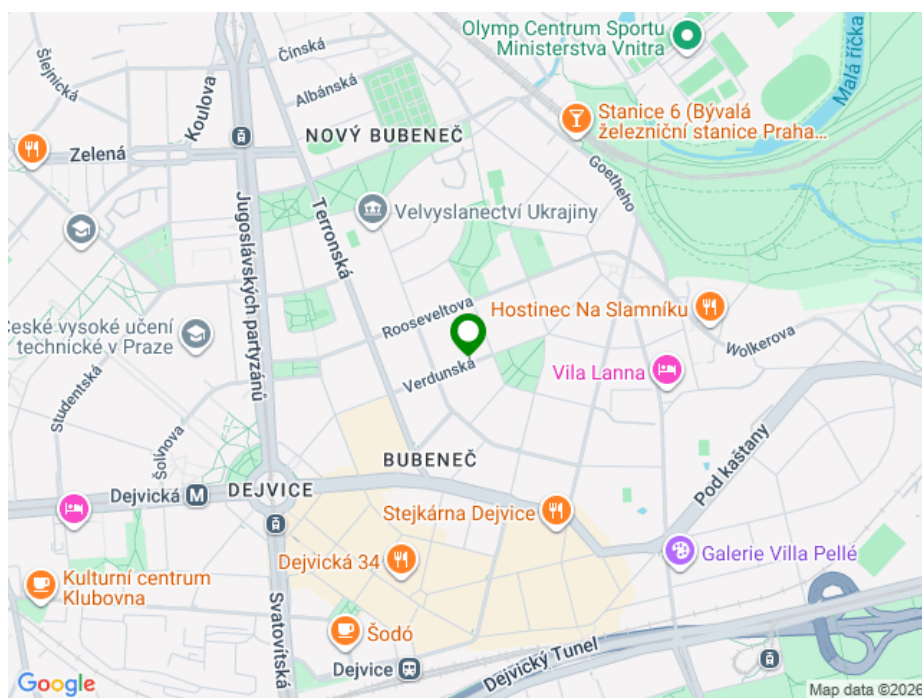 Olymp Centrum Sportu
Ministerstva Vnitra
Malá říčka
Čínská
Šlejnická
Koulova
Albánská
Stanice 6 (Bývalá
železniční stanice Praha...
NOVÝ BUBENEČ
Zelená
Goetheho
Jugoslávských partyzánů
Terronská
Velvyslanectví Ukrajiny
Rooseveltova
Hostinec Na Slamníku
České vysoké učení
technické v Praze
Wolkerova
Verdunská
Vila Lanna
Studentská
Šolínova
BUBENEČ
Pod kaštany
Dejvická M
DEJVICE
Stejkárna Dejvice
Dejvická 34
Galerie Villa Pellé
Kulturní centrum
Klubovna
Svatovítská
Šodó
Dejvice
Dejvický Tunel
Google
Map data ©2026